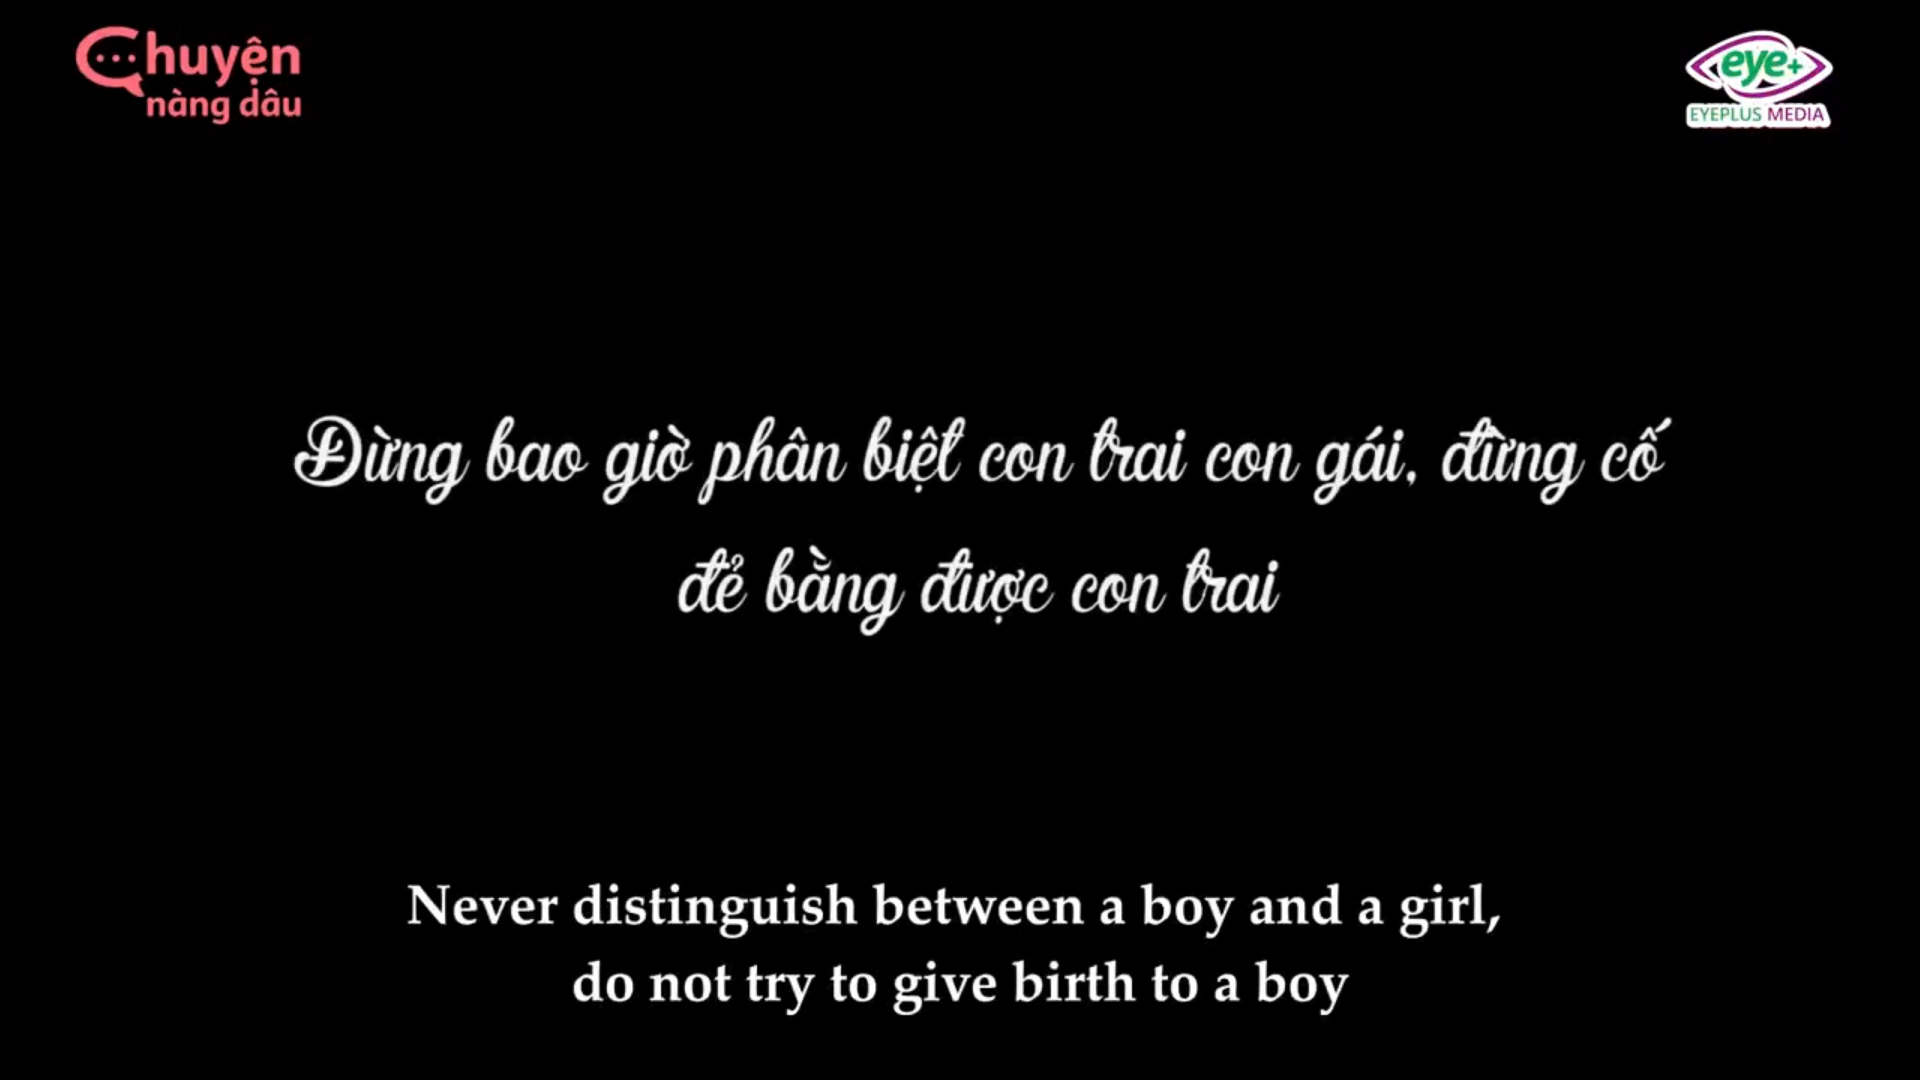 Chuyện
nàng dâu
eye+
EYEPLUS MEDIA
Đừng bao giờ phân biệt con trai con gái, đừng cố
đẻ bằng được con trai
Never distinguish between a boy and a girl,
do not try to give birth to a boy